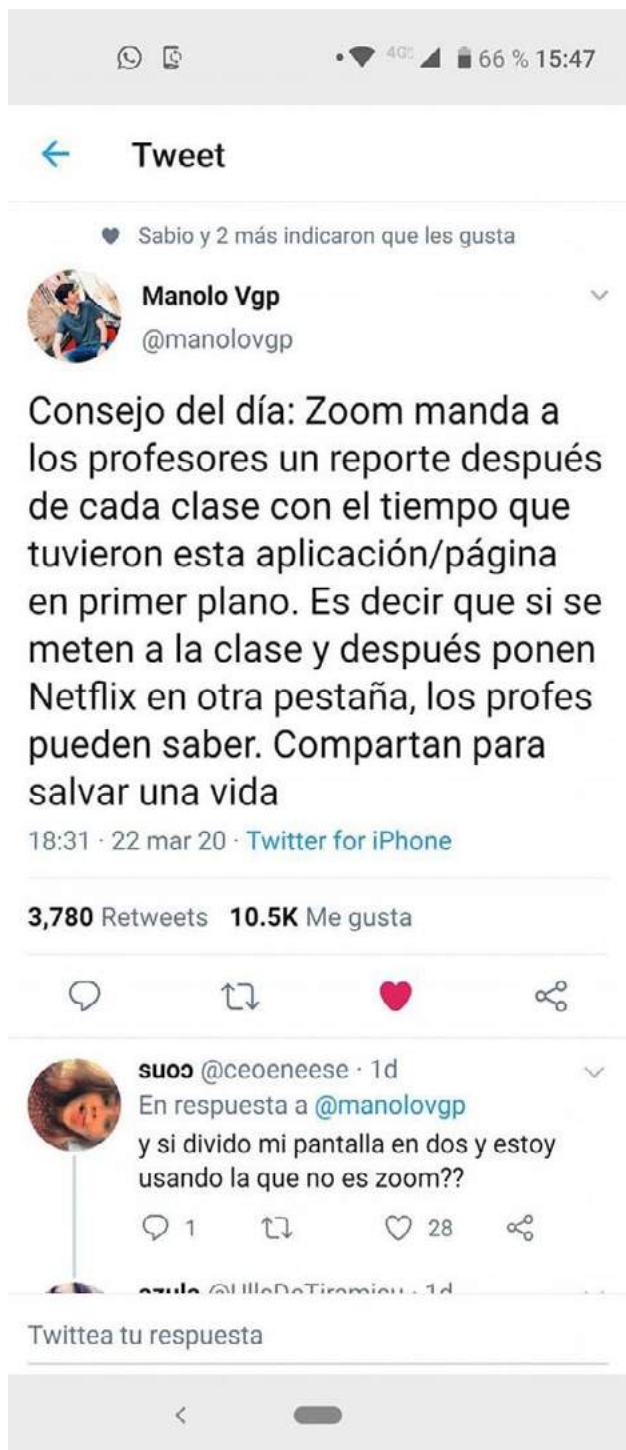 4G 66 % 15:47
Tweet
Sabio y 2 más indicaron que les gusta
Manolo Vgp
@manolovgp
Consejo del día: Zoom manda a
los profesores un reporte después
de cada clase con el tiempo que
tuvieron esta aplicación/página
en primer plano. Es decir que si se
meten a la clase y después ponen
Netflix en otra pestaña, los profes
pueden saber. Compartan para
salvar una vida
18:31 · 22 mar 20 · Twitter for iPhone
3,780 Retweets 10.5K Me gusta
suoɔ @ceoeneese · 1d
En respuesta a @manolovgp
y si divido mi pantalla en dos y estoy
usando la que no es zoom??
1 28
Twittea tu respuesta